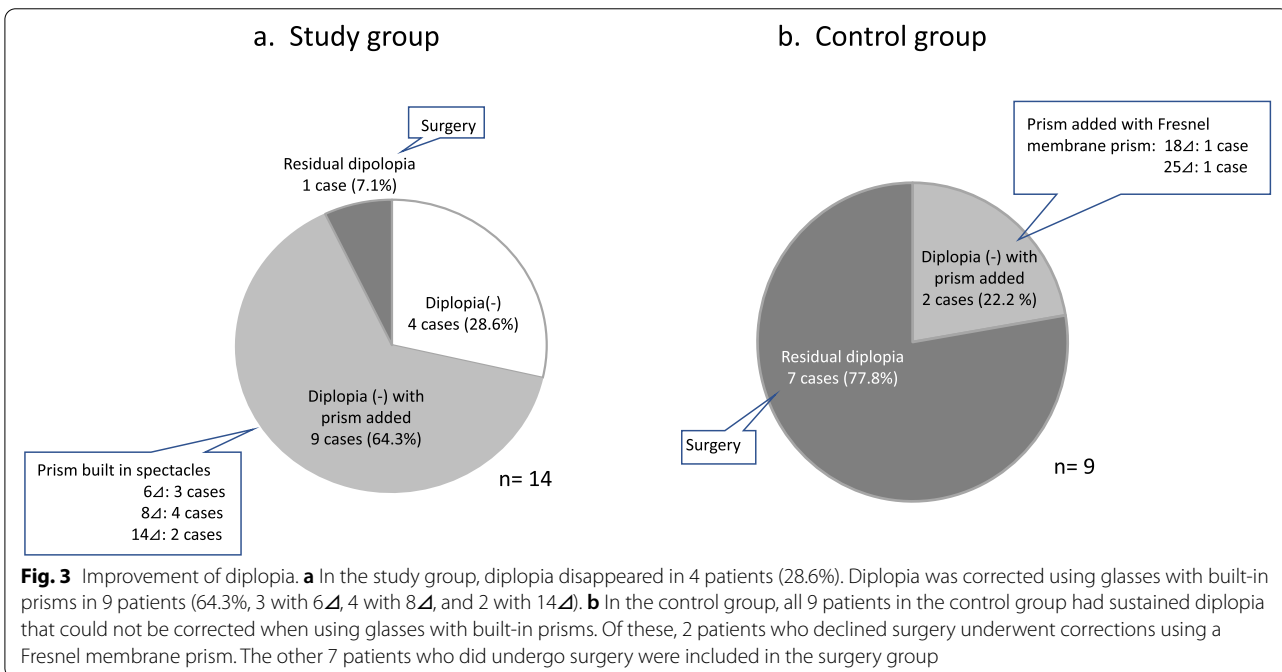 a. Study group
Surgery
Residual dipolopia
1 case (7.1%)
Diplopia(-)
4 cases (28.6%)
Diplopia (-) with
prism added
9 cases (64.3%)
Prism built in spectacles
6⊿: 3 cases
8⊿: 4 cases
14⊿: 2 cases
n= 14
b. Control group
Prism added with Fresnel
membrane prism: 18⊿: 1 case
25⊿: 1 case
Diplopia (-) with
prism added
2 cases (22.2 %)
Residual diplopia
7 cases (77.8%)
Surgery
n= 9
Fig. 3 Improvement of diplopia. a In the study group, diplopia disappeared in 4 patients (28.6%). Diplopia was corrected using glasses with built-in
prisms in 9 patients (64.3%, 3 with 6⊿, 4 with 8⊿, and 2 with 14⊿). b In the control group, all 9 patients in the control group had sustained diplopia
that could not be corrected when using glasses with built-in prisms. Of these, 2 patients who declined surgery underwent corrections using a
Fresnel membrane prism. The other 7 patients who did undergo surgery were included in the surgery group